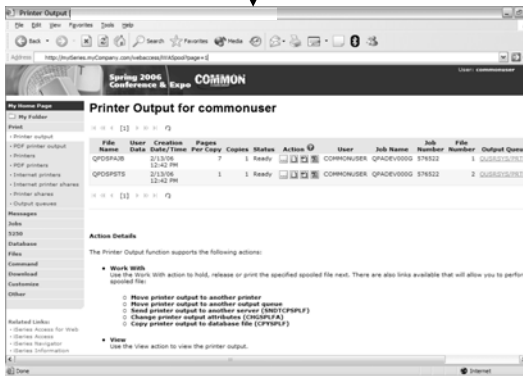 Printer Output
File Edit View Favorites Tools Help
Back Search Favorites Media
Address http://myiSeries.myCompany.com/webaccess/iWASpool?page=1
User: commonuser
Spring 2006
Conference & Expo COMMON
My Home Page
My Folder
Print
- Printer output
- PDF printer output
- Printers
- PDF printers
- Internet printers
- Internet printer shares
- Printer shares
- Output queues
Messages
Jobs
5250
Database
Files
Command
Download
Customize
Other
Related Links:
- iSeries Access for Web
- iSeries Access
- iSeries Navigator
- iSeries Information
Printer Output for commonuser
[1]
File Name User Data Creation Date/Time Pages Per Copy Copies Status Action User Job Name Job Number File Number Output Queue
QPDSPAJB 2/13/06 12:42 PM 7 1 Ready COMMONUSER QPADEV000G 576522 1 QUSRSYS/PRT
QPDSPSTS 2/13/06 12:42 PM 1 1 Ready COMMONUSER QPADEV000G 576522 2 QUSRSYS/PRT
[1]
Action Details
The Printer Output function supports the following actions:
• Work With
Use the Work With action to hold, release or print the specified spooled file next. There are also links available that will allow you to perfor
spooled file:
○ Move printer output to another printer
○ Move printer output to another output queue
○ Send printer output to another server (SNDTCPSPLF)
○ Change printer output attributes (CHGSPLFA)
○ Copy printer output to database file (CPYSPLF)
• View
Use the View action to view the printer output.
Done
Internet